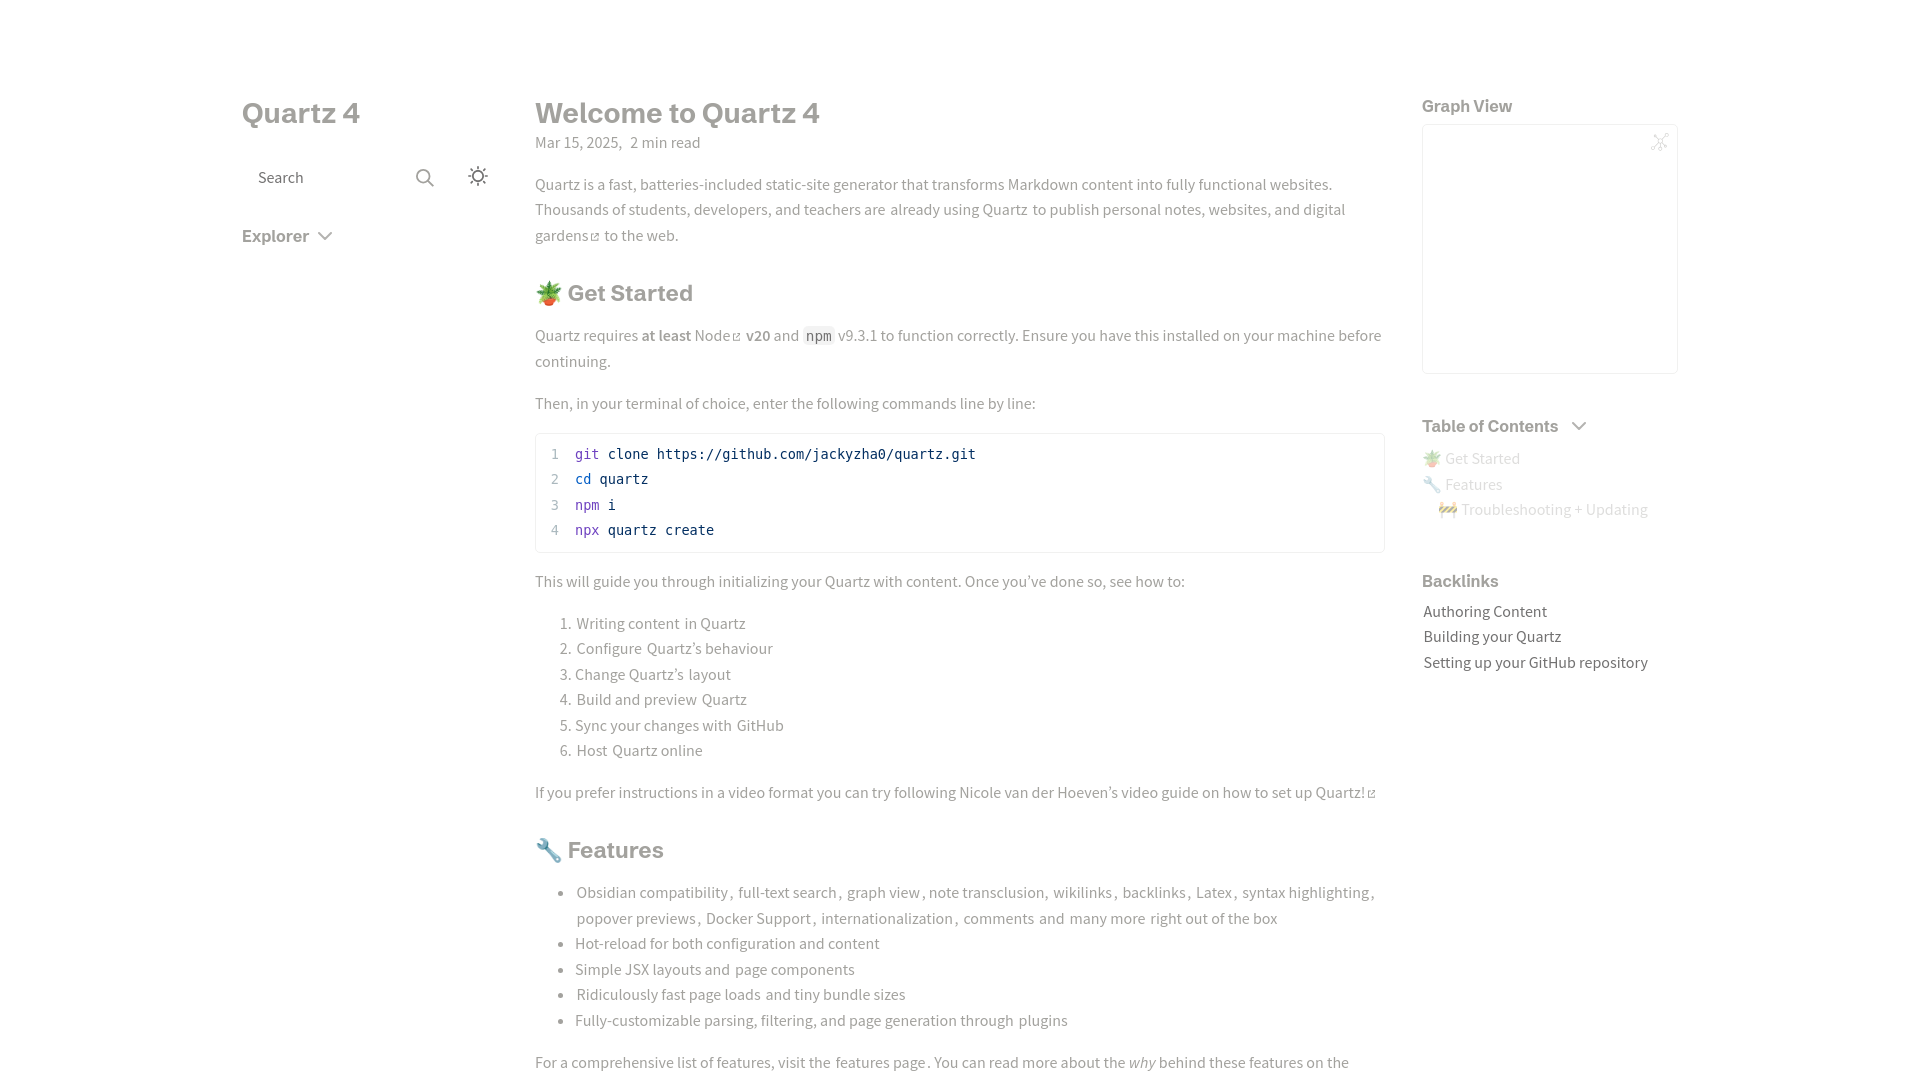 Quartz 4
Search
Explorer
Welcome to Quartz 4
Mar 15, 2025, 2 min read
Quartz is a fast, batteries-included static-site generator that transforms Markdown content into fully functional websites.
Thousands of students, developers, and teachers are already using Quartz to publish personal notes, websites, and digital
gardens to the web.
🪴 Get Started
Quartz requires at least Node v20 and npm v9.3.1 to function correctly. Ensure you have this installed on your machine before
continuing.
Then, in your terminal of choice, enter the following commands line by line:
1 git clone https://github.com/jackyzha0/quartz.git
2 cd quartz
3 npm i
4 npx quartz create
This will guide you through initializing your Quartz with content. Once you’ve done so, see how to:
1. Writing content in Quartz
2. Configure Quartz’s behaviour
3. Change Quartz’s layout
4. Build and preview Quartz
5. Sync your changes with GitHub
6. Host Quartz online
If you prefer instructions in a video format you can try following Nicole van der Hoeven’s video guide on how to set up Quartz!
🔧 Features
• Obsidian compatibility, full-text search, graph view, note transclusion, wikilinks, backlinks, Latex, syntax highlighting,
popover previews, Docker Support, internationalization, comments and many more right out of the box
• Hot-reload for both configuration and content
• Simple JSX layouts and page components
• Ridiculously fast page loads and tiny bundle sizes
• Fully-customizable parsing, filtering, and page generation through plugins
For a comprehensive list of features, visit the features page. You can read more about the why behind these features on the
Graph View
Table of Contents
🪴 Get Started
🔧 Features
🚧 Troubleshooting + Updating
Backlinks
Authoring Content
Building your Quartz
Setting up your GitHub repository